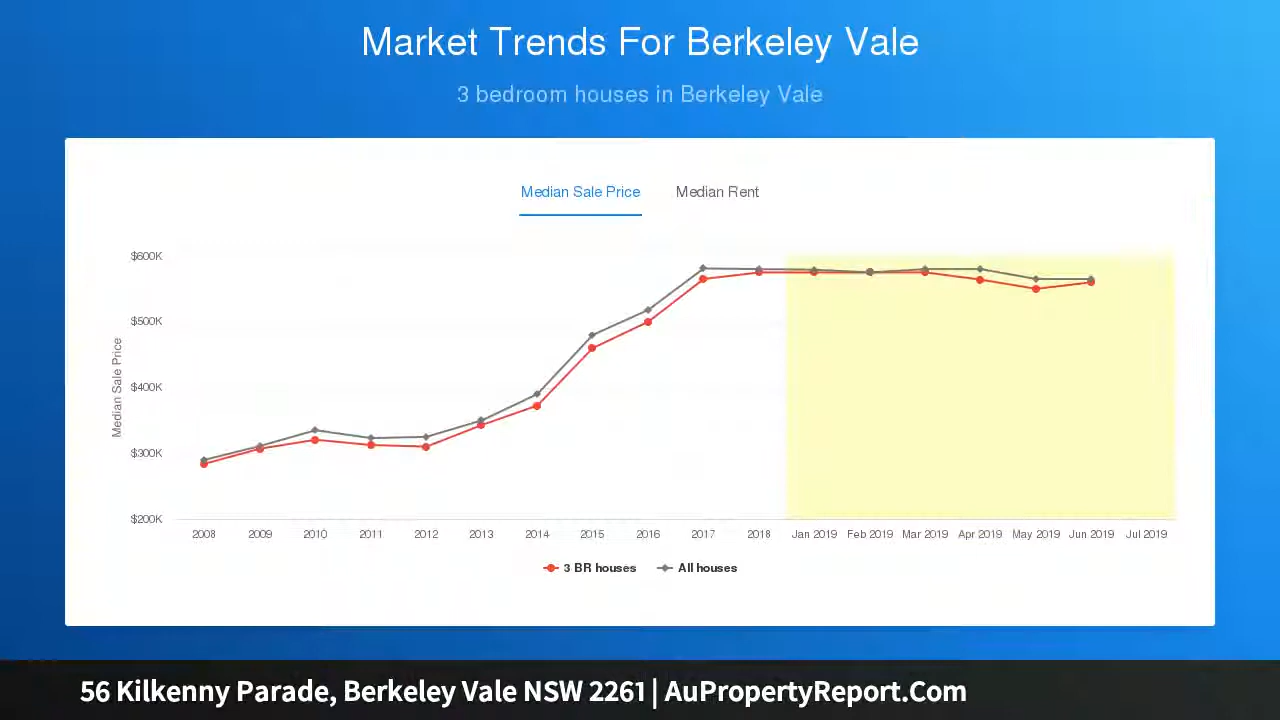 Market Trends For Berkeley Vale
3 bedroom houses in Berkeley Vale
Median Sale Price Median Rent
Median Sale Price
$600K
$500K
$400K
$300K
$200K
2008 2009 2010 2011 2012 2013 2014 2015 2016 2017 2018 Jan 2019 Feb 2019 Mar 2019 Apr 2019 May 2019 Jun 2019 Jul 2019
3 BR houses All houses
56 Kilkenny Parade, Berkeley Vale NSW 2261 | AuPropertyReport.Com